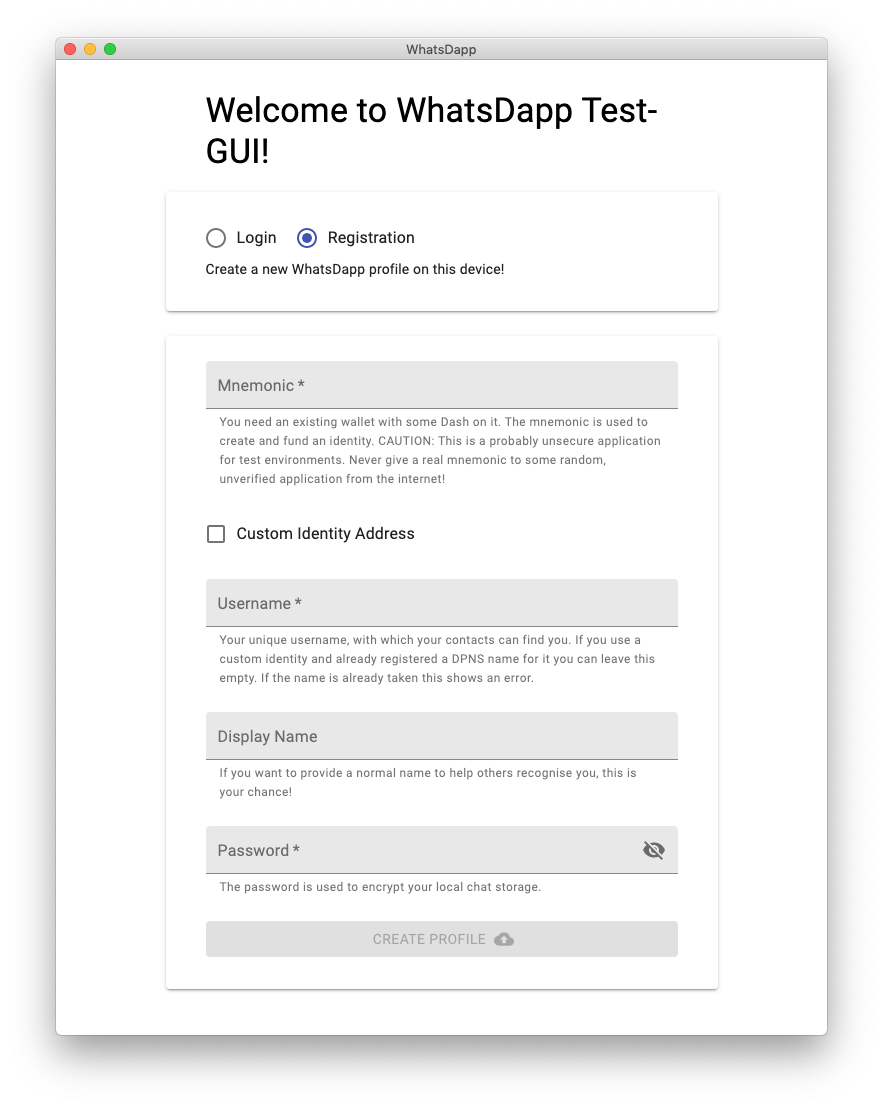 WhatsDapp
Welcome to WhatsDapp Test-
GUI!
Login
Registration
Create a new WhatsDapp profile on this device!
Mnemonic *
You need an existing wallet with some Dash on it. The mnemonic is used to
create and fund an identity. CAUTION: This is a probably unsecure application
for test environments. Never give a real mnemonic to some random,
unverified application from the internet!
Custom Identity Address
Username *
Your unique username, with which your contacts can find you. If you use a
custom identity and already registered a DPNS name for it you can leave this
empty. If the name is already taken this shows an error.
Display Name
If you want to provide a normal name to help others recognise you, this is
your chance!
Password *
The password is used to encrypt your local chat storage.
CREATE PROFILE